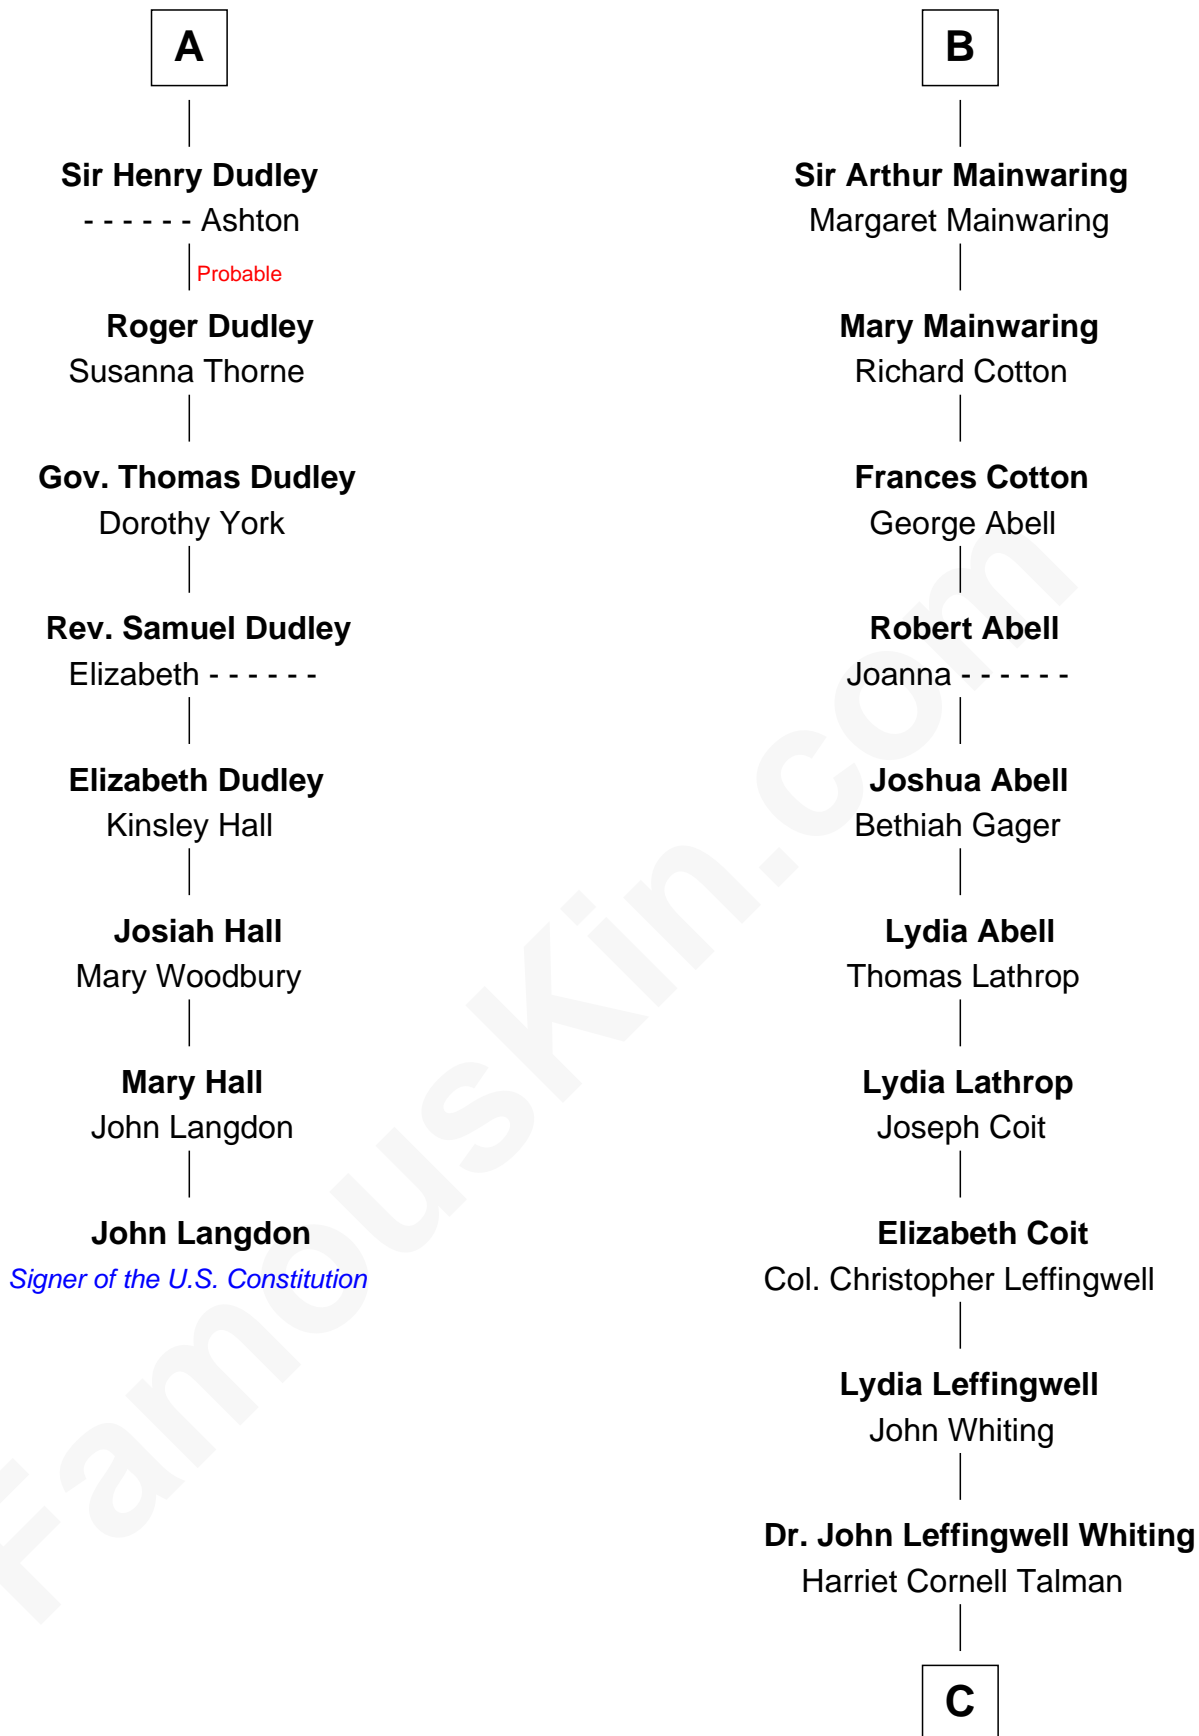 A
Sir Henry Dudley
- - - - - - Ashton
Probable
Roger Dudley
Susanna Thorne
Gov. Thomas Dudley
Dorothy York
Rev. Samuel Dudley
Elizabeth - - - - - -
Elizabeth Dudley
Kinsley Hall
Josiah Hall
Mary Woodbury
Mary Hall
John Langdon
John Langdon
Signer of the U.S. Constitution
B
Sir Arthur Mainwaring
Margaret Mainwaring
Mary Mainwaring
Richard Cotton
Frances Cotton
George Abell
Robert Abell
Joanna - - - - - -
Joshua Abell
Bethiah Gager
Lydia Abell
Thomas Lathrop
Lydia Lathrop
Joseph Coit
Elizabeth Coit
Col. Christopher Leffingwell
Lydia Leffingwell
John Whiting
Dr. John Leffingwell Whiting
Harriet Cornell Talman
C
FamousKin.com